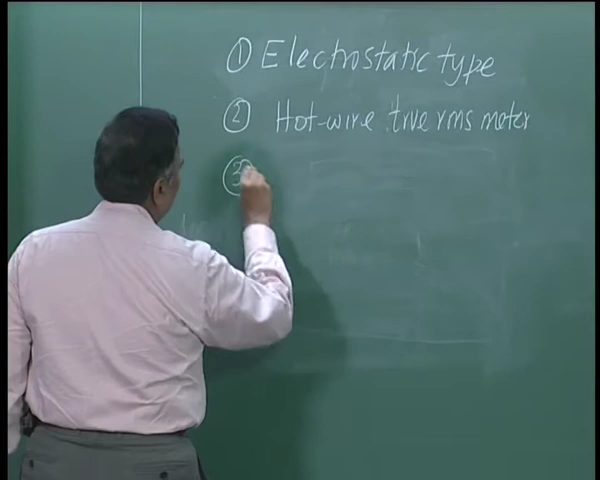 ① Electrostatic type
② Hot-wire true rms meter
③